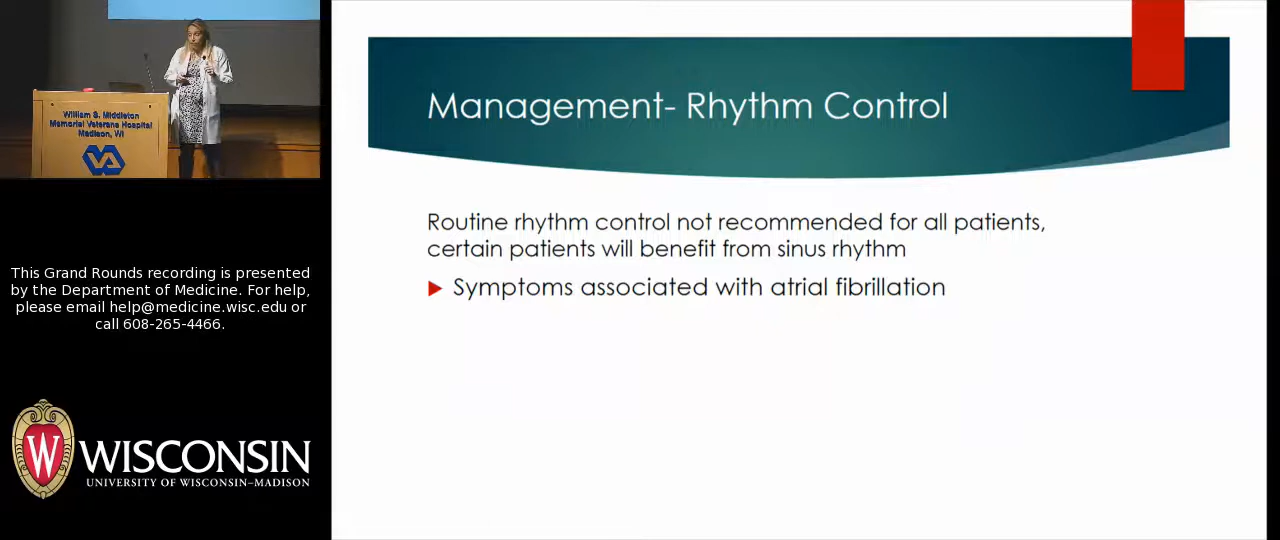 William S. Middleton
Memorial Veterans Hospital
Madison, WI
VA
This Grand Rounds recording is presented
by the Department of Medicine. For help,
please email help@medicine.wisc.edu or
call 608-265-4466.
W
WISCONSIN
UNIVERSITY OF WISCONSIN–MADISON
Management- Rhythm Control
Routine rhythm control not recommended for all patients,
certain patients will benefit from sinus rhythm
Symptoms associated with atrial fibrillation